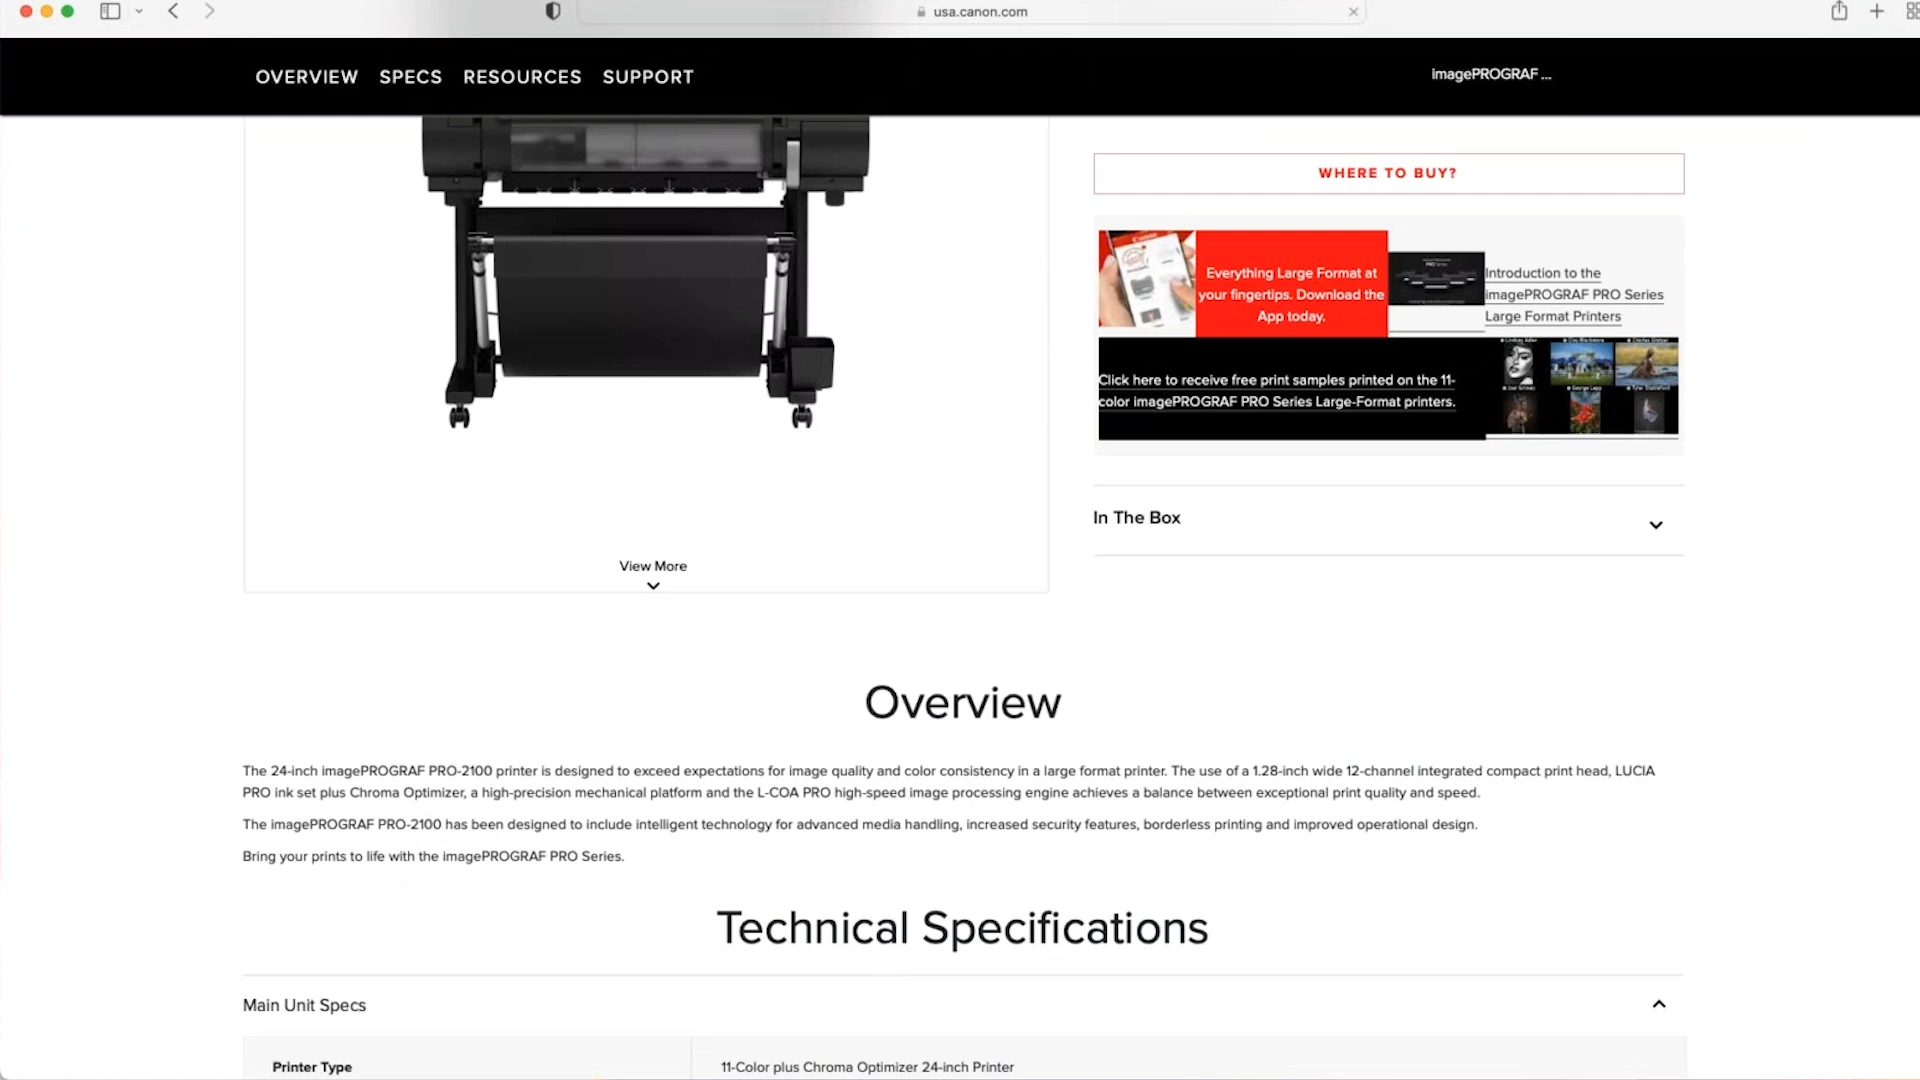 usa.canon.com
OVERVIEW SPECS RESOURCES SUPPORT
imagePROGRAF ...
WHERE TO BUY?
Everything Large Format at
your fingertips. Download the
App today.
Introduction to the
imagePROGRAF PRO Series
Large Format Printers
Click here to receive free print samples printed on the 11-
color imagePROGRAF PRO Series Large-Format printers.
In The Box
View More
Overview
The 24-inch imagePROGRAF PRO-2100 printer is designed to exceed expectations for image quality and color consistency in a large format printer. The use of a 1.28-inch wide 12-channel integrated compact print head, LUCIA
PRO ink set plus Chroma Optimizer, a high-precision mechanical platform and the L-COA PRO high-speed image processing engine achieves a balance between exceptional print quality and speed.
The imagePROGRAF PRO-2100 has been designed to include intelligent technology for advanced media handling, increased security features, borderless printing and improved operational design.
Bring your prints to life with the imagePROGRAF PRO Series.
Technical Specifications
Main Unit Specs
Printer Type
11-Color plus Chroma Optimizer 24-inch Printer